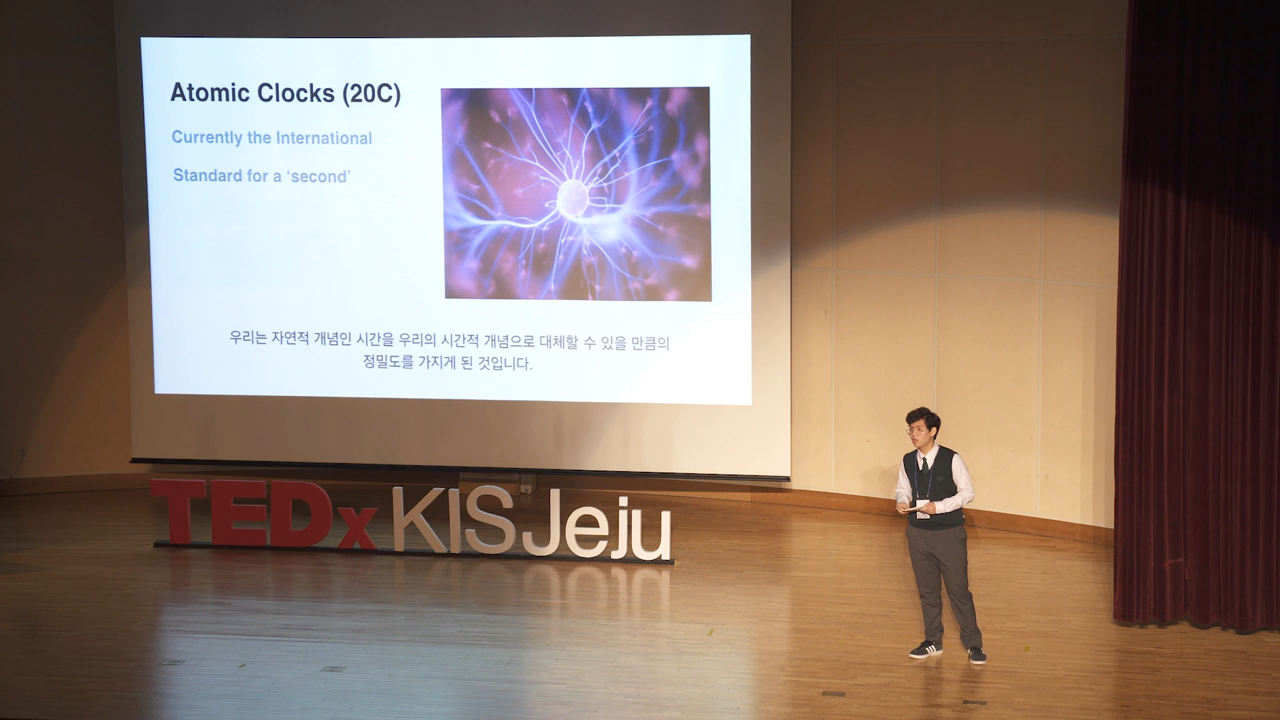 Atomic Clocks (20C)
Currently the International
Standard for a ‘second’
우리는 자연적 개념인 시간을 우리의 시간적 개념으로 대체할 수 있을 만큼의
정밀도를 가지게 된 것입니다.
TEDx KIS Jeju